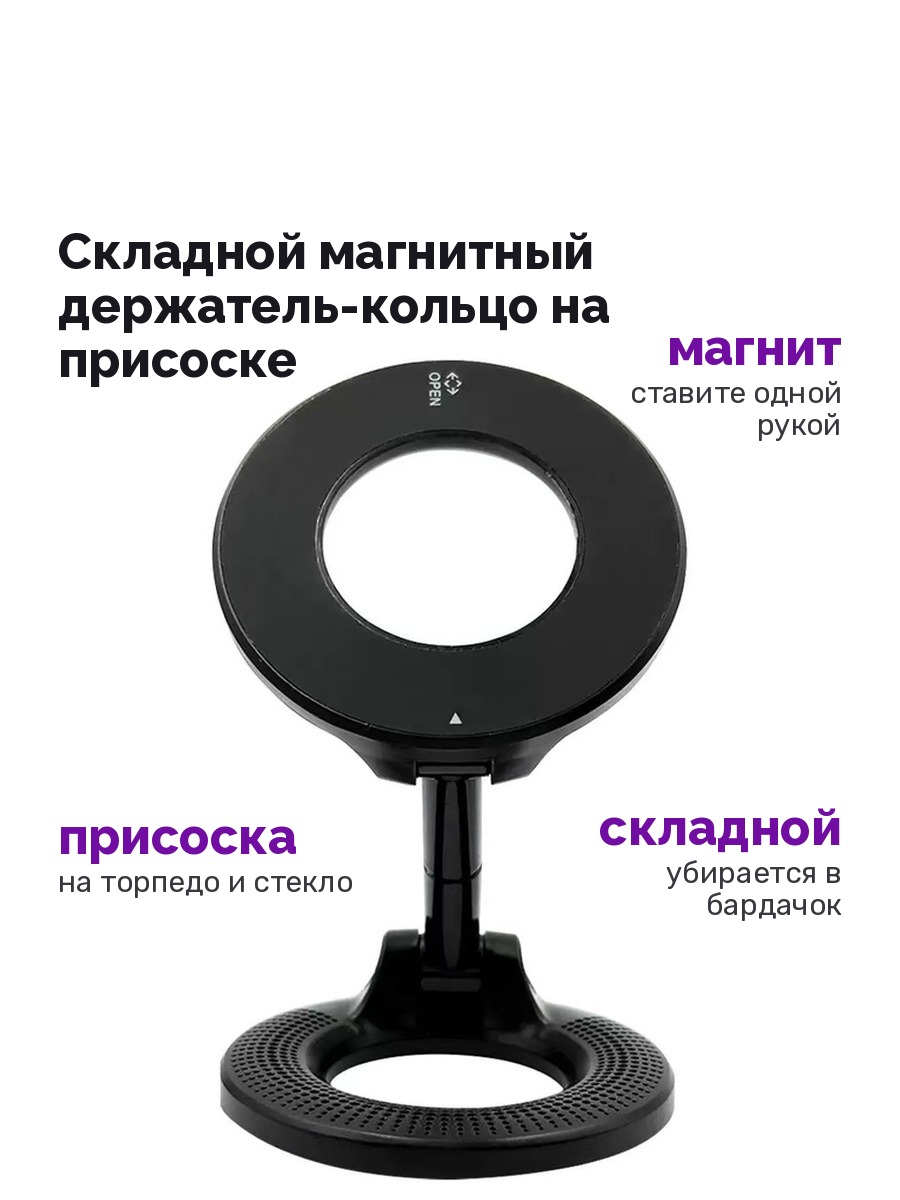 Складной магнитный
держатель-кольцо на
присоске
магнит
ставите одной
рукой
OPEN
присоска
на торпедо и стекло
складной
убирается в
бардачок